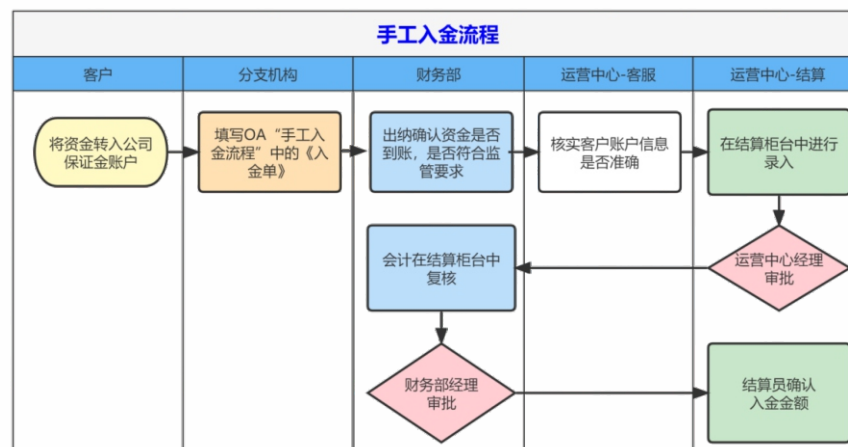 手工入金流程
客户
分支机构
财务部
运营中心-客服
运营中心-结算
将资金转入公司
保证金账户
填写OA“手工入
金流程”中的《入
金单》
出纳确认资金是否
到账，是否符合监
管要求
核实客户账户信息
是否准确
在结算柜台中进行
录入
会计在结算柜台中
复核
运营中心经理
审批
财务部经理
审批
结算员确认
入金金额